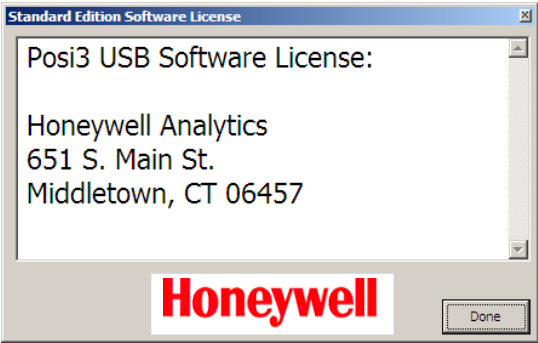 Standard Edition Software License
Posi3 USB Software License:
Honeywell Analytics
651 S. Main St.
Middletown, CT 06457
Honeywell
Done